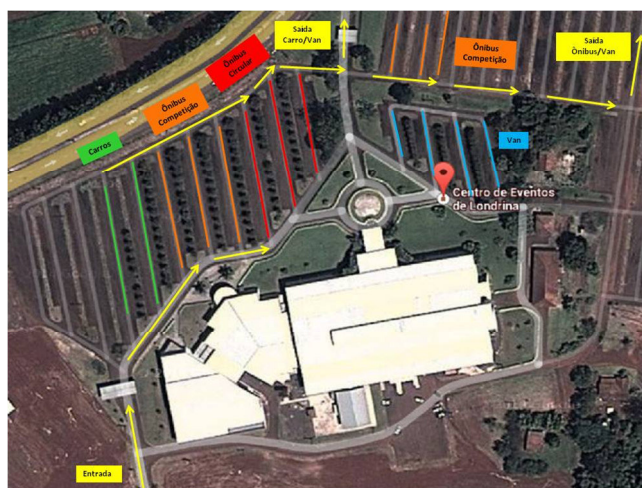 Saída
Carro/Van
Ônibus
Circular
Ônibus
Competição
Saída
Ônibus/Van
Ônibus
Competição
Carros
Van
Centro de Eventos
de Londrina
Entrada